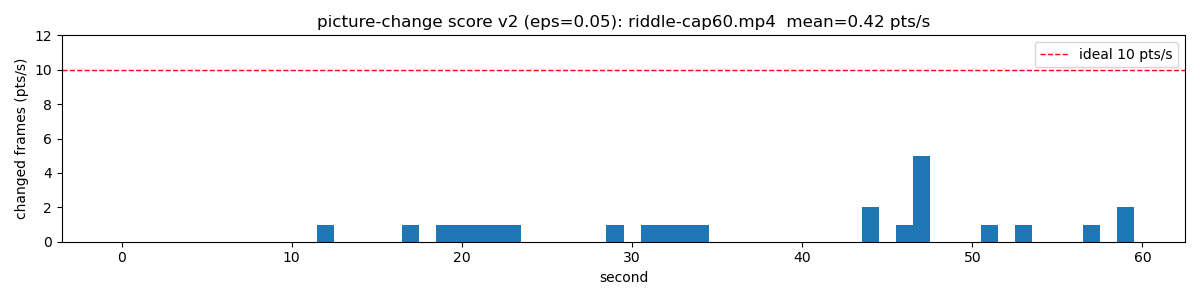 picture-change score v2 (eps=0.05): riddle-cap60.mp4  mean=0.42 pts/s
ideal 10 pts/s
changed frames (pts/s)
12
10
8
6
4
2
0
0 10 20 30 40 50 60
second